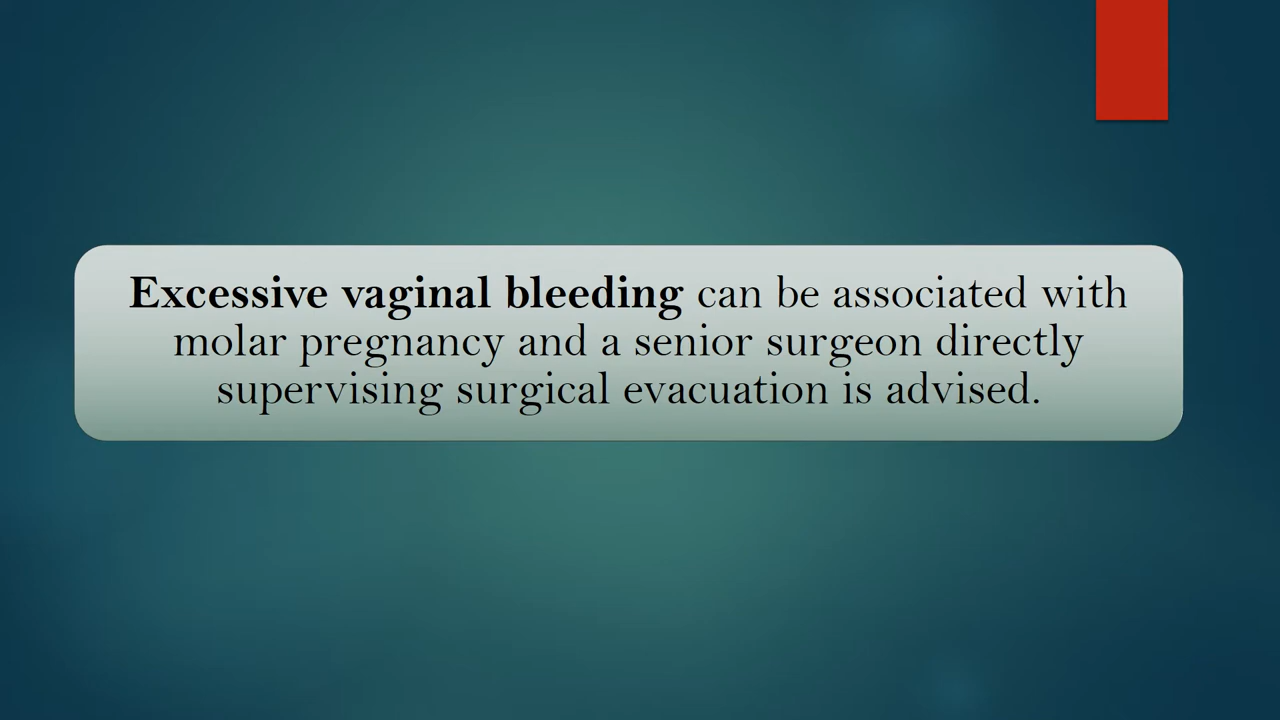 Excessive vaginal bleeding can be associated with
molar pregnancy and a senior surgeon directly
supervising surgical evacuation is advised.